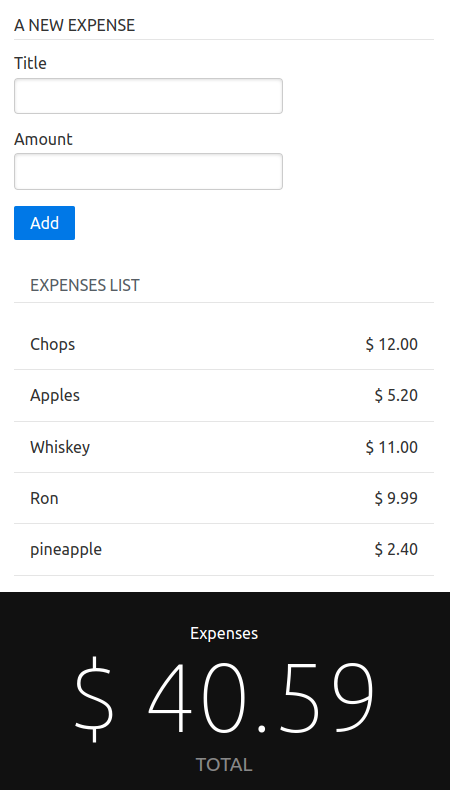 A NEW EXPENSE
Title
Amount
Add
EXPENSES LIST
Chops $ 12.00
Apples $ 5.20
Whiskey $ 11.00
Ron $ 9.99
pineapple $ 2.40
Expenses
$ 40.59
TOTAL